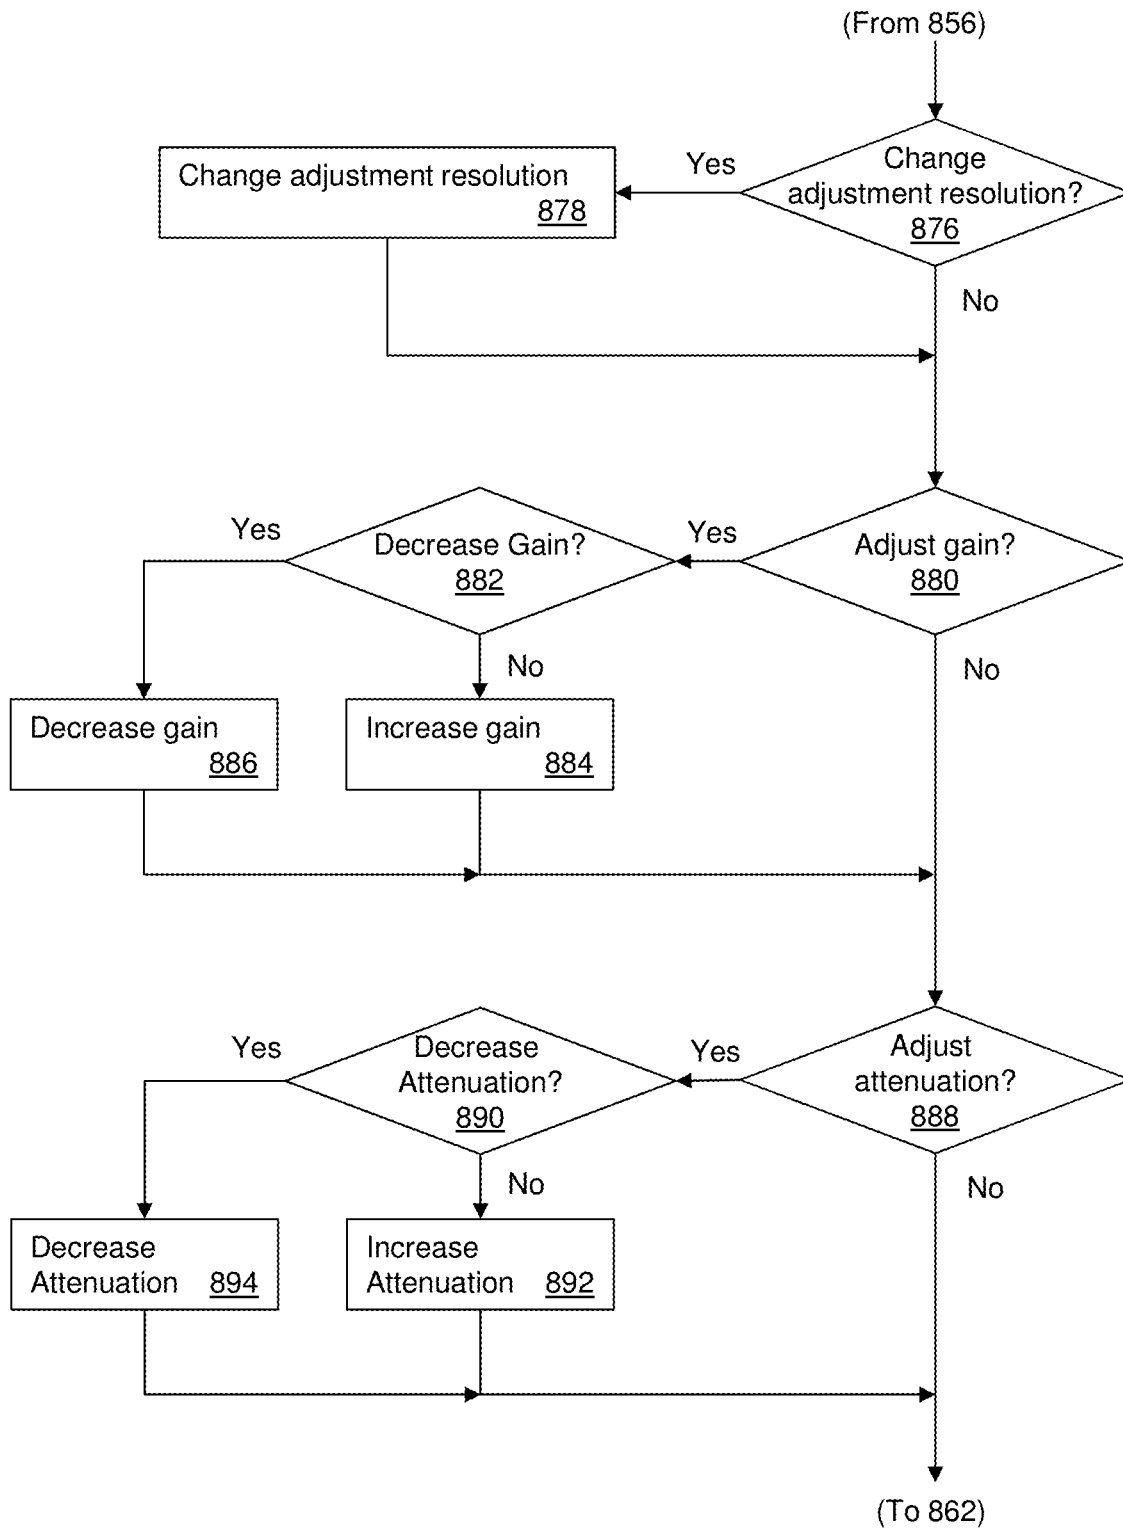 (From 856)
Change
adjustment resolution?
876
Yes
Change adjustment resolution
878
No
Adjust gain?
880
Yes
Decrease Gain?
882
Yes
No
No
Decrease gain
886
Increase gain
884
Adjust
attenuation?
888
Yes
Decrease
Attenuation?
890
Yes
No
No
Decrease
Attenuation 894
Increase
Attenuation 892
(To 862)